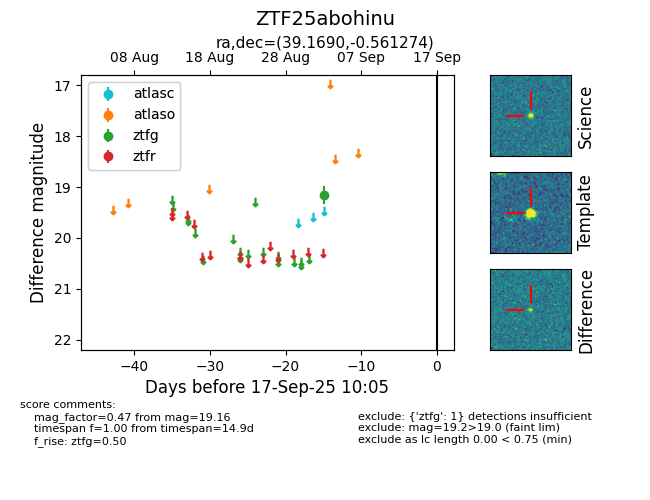 ZTF25abohinu
ra,dec=(39.1690,-0.561274)
08 Aug 18 Aug 28 Aug 07 Sep 17 Sep
17
18
19
20
21
22
Difference magnitude
atlasc
atlaso
ztfg
ztfr
−40 −30 −20 −10 0
Days before 17-Sep-25 10:05
Science
Template
Difference
score comments:
mag_factor=0.47 from mag=19.16
timespan f=1.00 from timespan=14.9d
f_rise: ztfg=0.50
exclude: {'ztfg': 1} detections insufficient
exclude: mag=19.2>19.0 (faint lim)
exclude as lc length 0.00 < 0.75 (min)